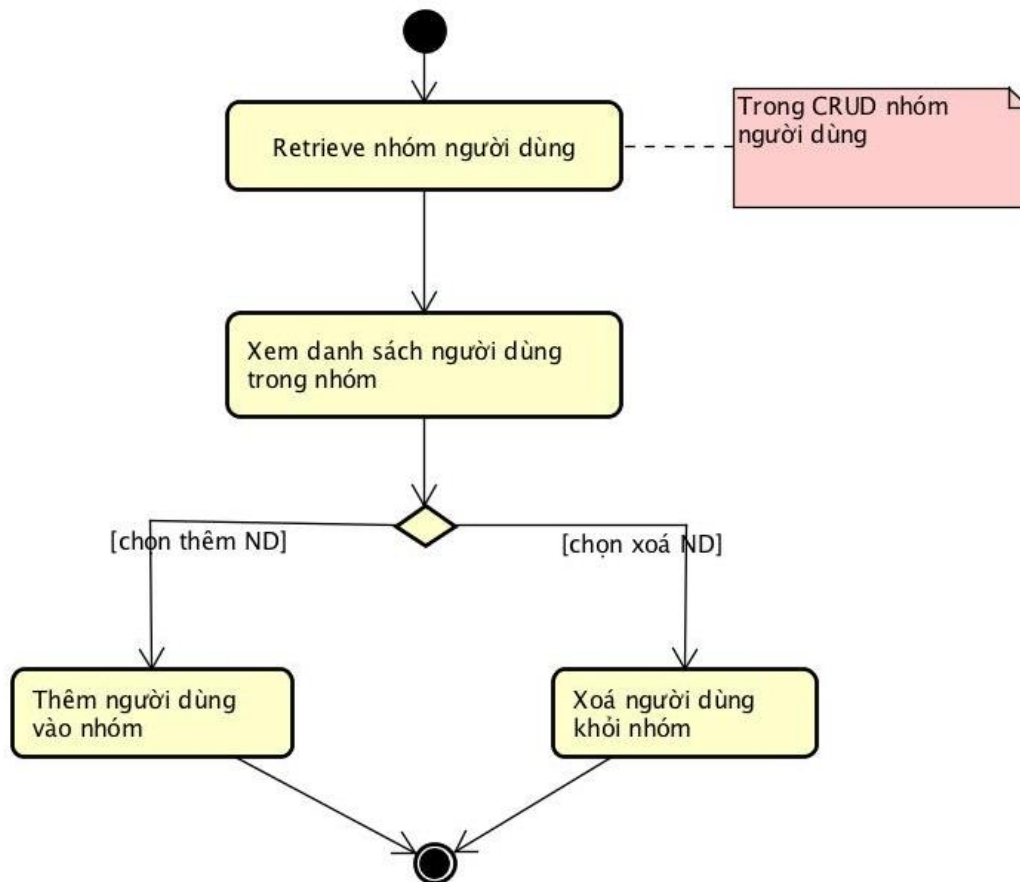 Retrieve nhóm người dùng
Trong CRUD nhóm
người dùng
Xem danh sách người dùng
trong nhóm
[chọn thêm ND]
[chọn xoá ND]
Thêm người dùng
vào nhóm
Xoá người dùng
khỏi nhóm